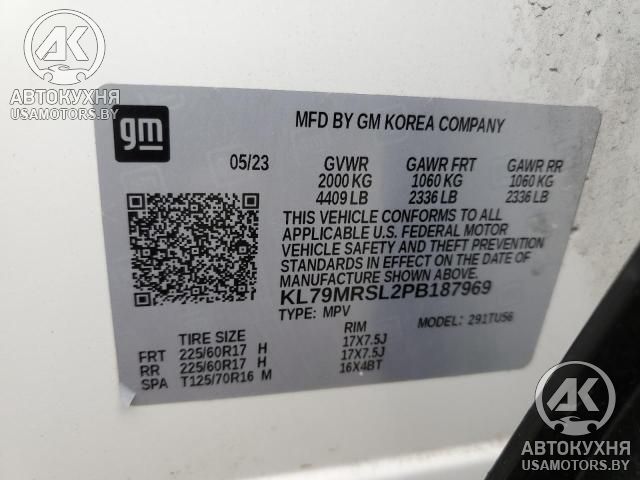 АК
АВТОКУХНЯ
USAMOTORS.BY
gm
MFD BY GM KOREA COMPANY
05/23 GVWR GAWR FRT GAWR RR
2000 KG 1060 KG 1060 KG
4409 LB 2336 LB 2336 LB
THIS VEHICLE CONFORMS TO ALL
APPLICABLE U.S. FEDERAL MOTOR
VEHICLE SAFETY AND THEFT PREVENTION
STANDARDS IN EFFECT ON THE DATE OF
MANUFACTURE SHOWN ABOVE.
KL79MRSL2PB187969
TYPE: MPV MODEL: 291TU56
TIRE SIZE RIM
FRT 225/60R17 H 17X7.5J
RR 225/60R17 H 17X7.5J
SPA T125/70R16 M 16X4BT
АК
АВТОКУХНЯ
USAMOTORS.BY